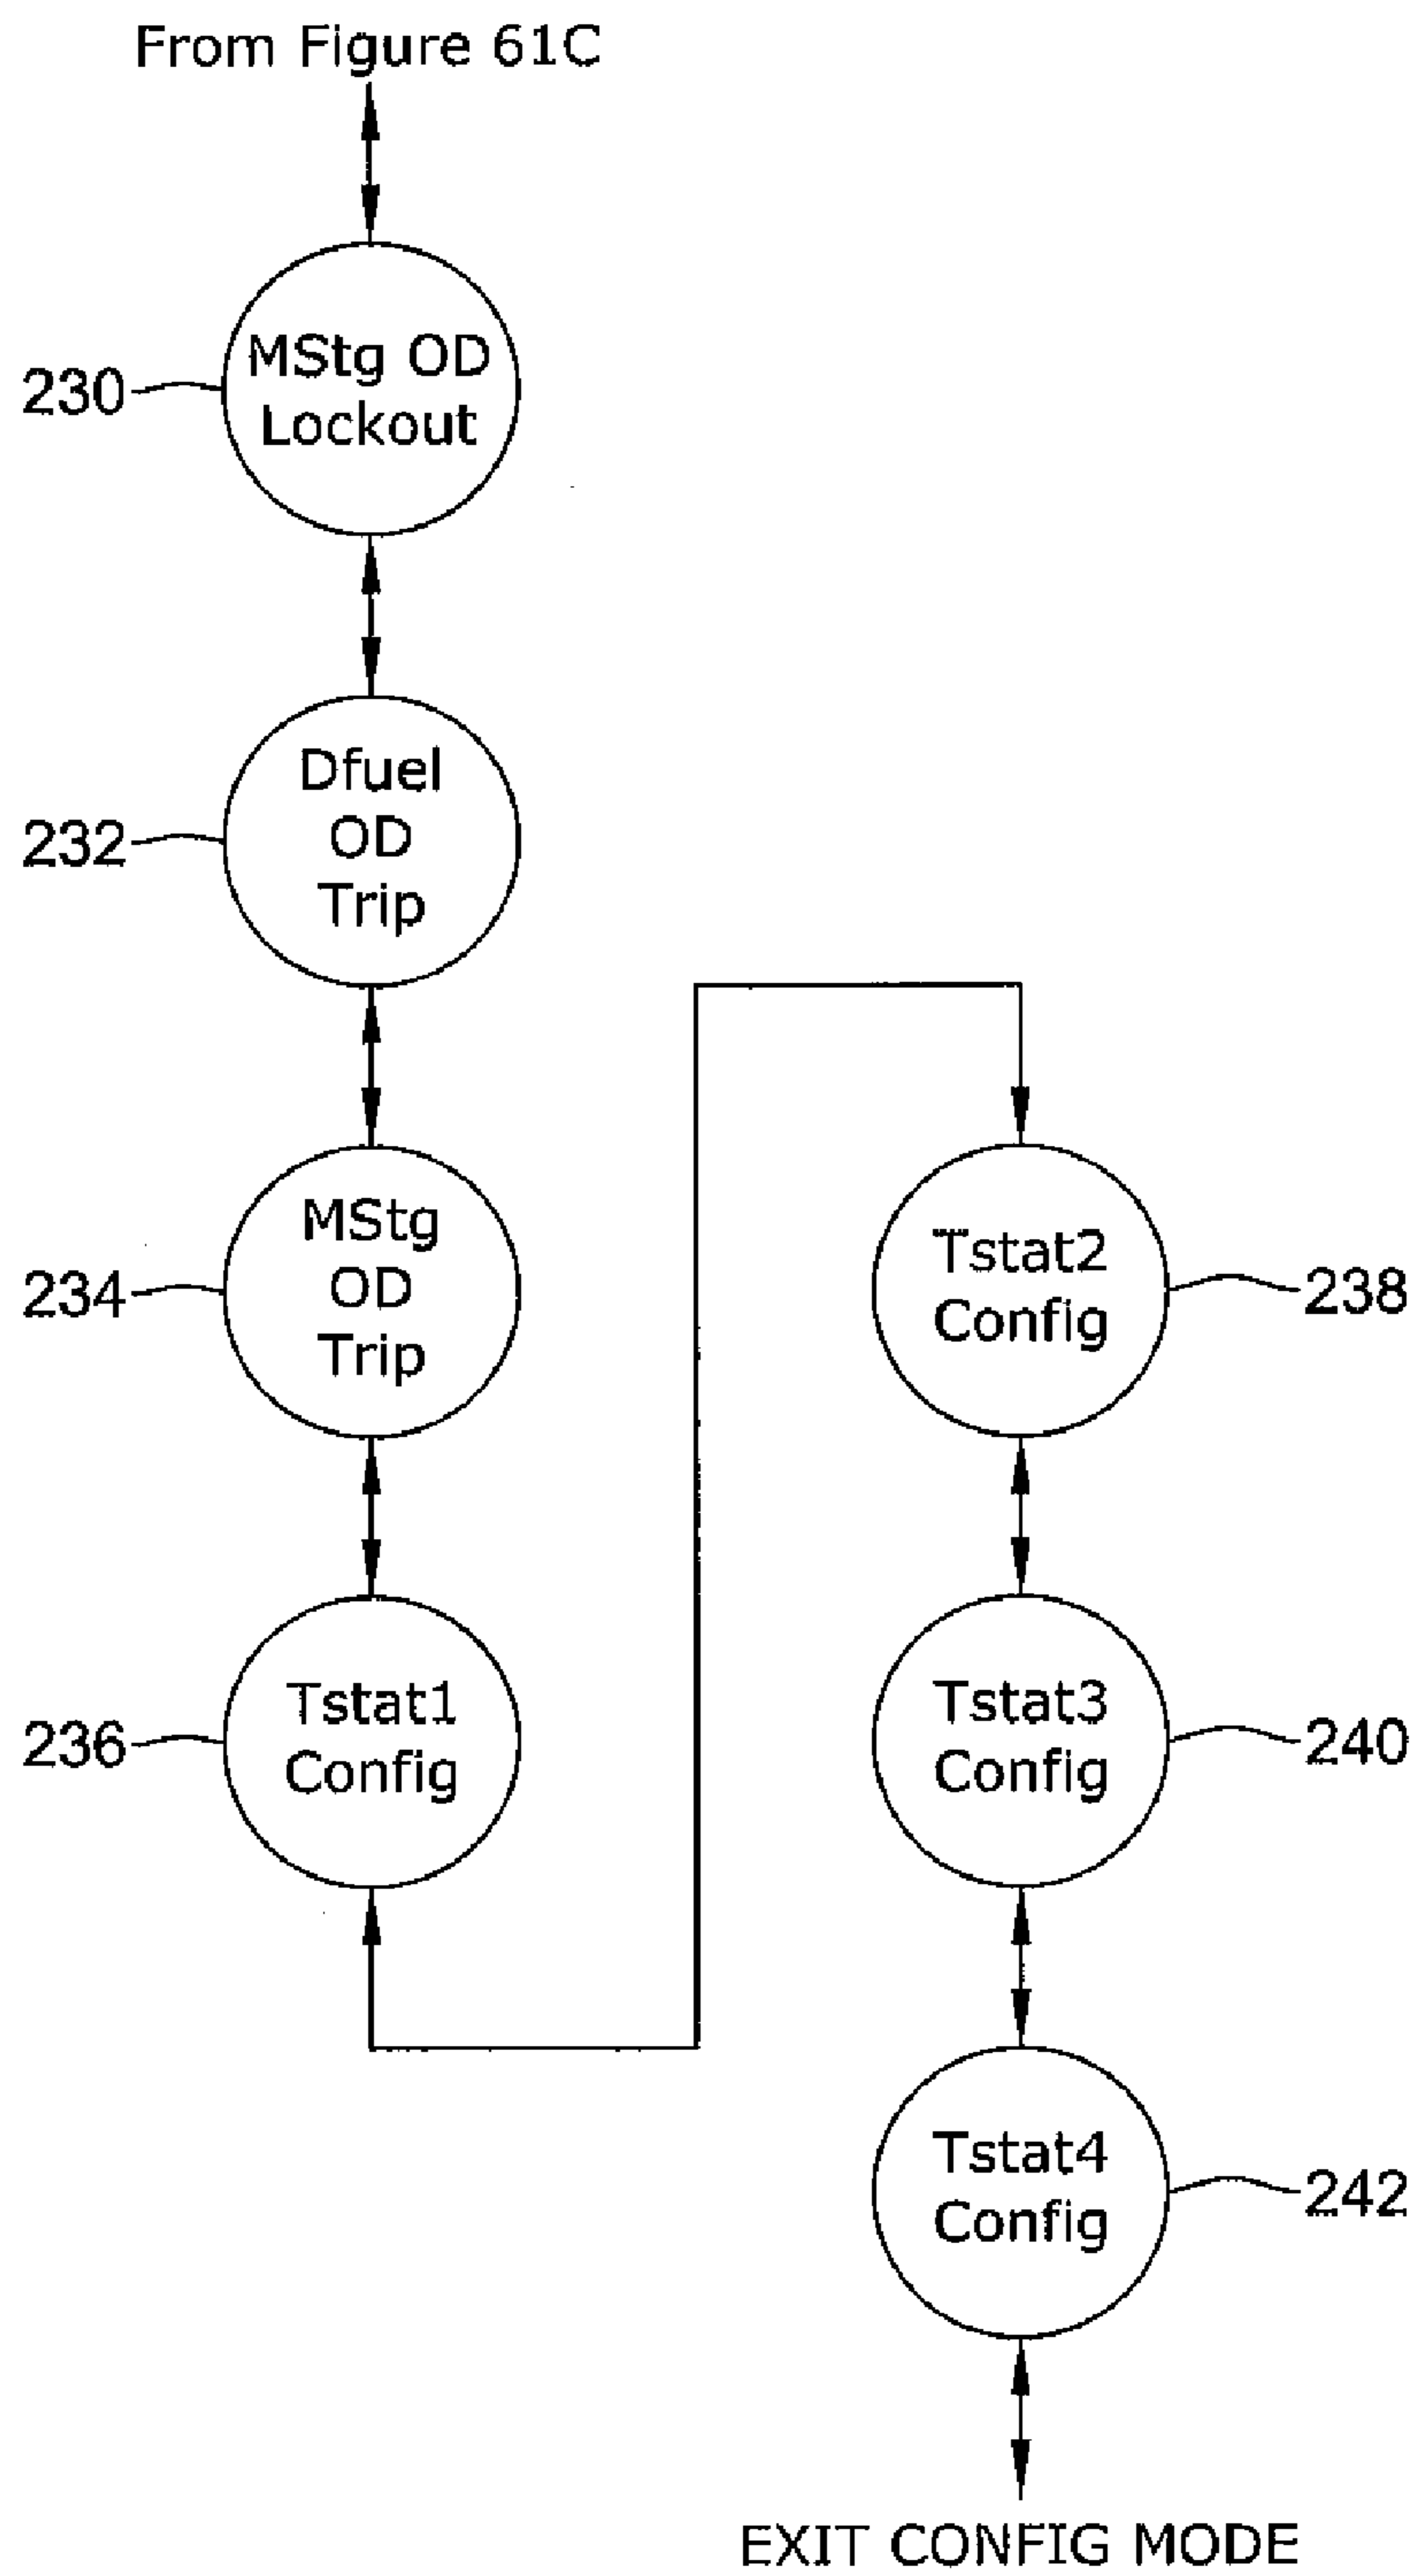 From Figure 61C
MStg OD
Lockout
230
Dfuel
OD
Trip
232
MStg
OD
Trip
234
Tstat1
Config
236
Tstat2
Config
238
Tstat3
Config
240
Tstat4
Config
242
EXIT CONFIG MODE